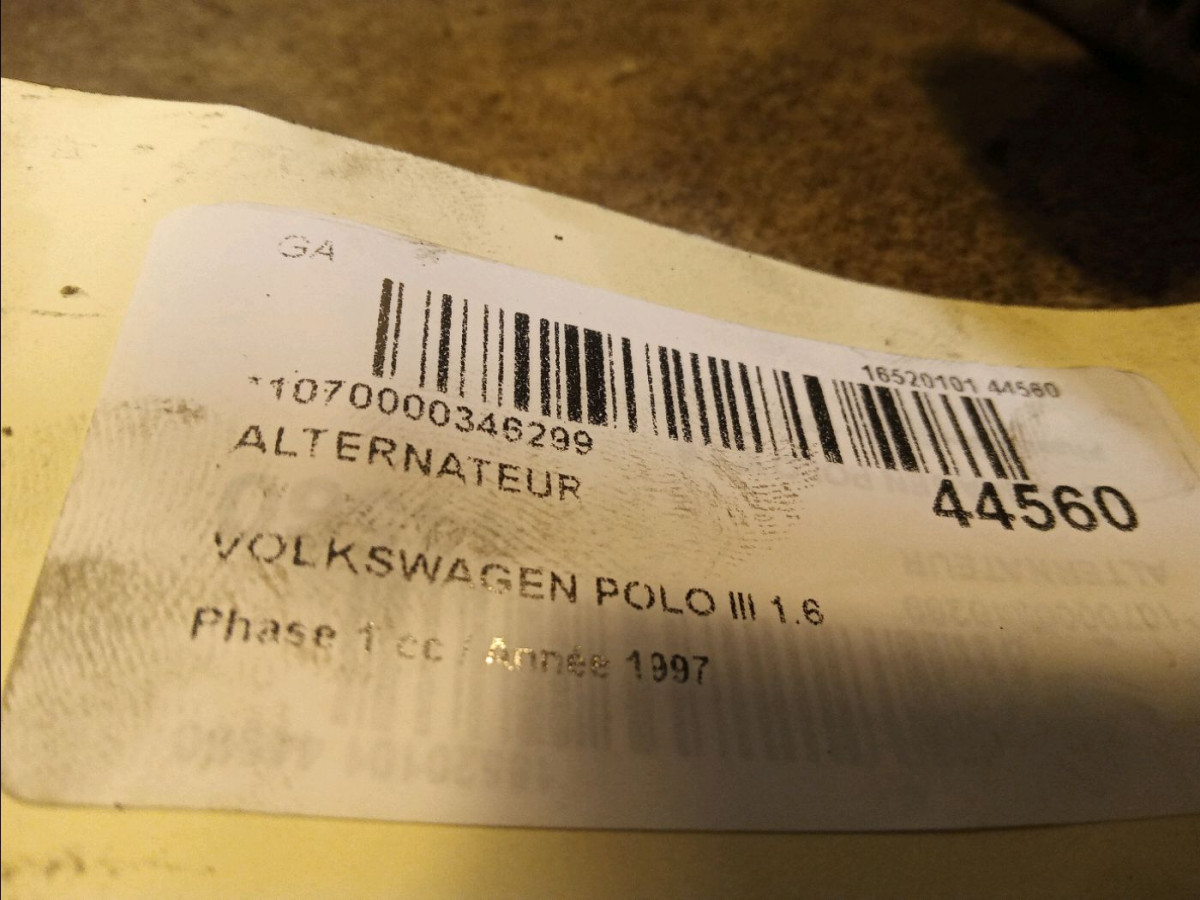 GA
16520101 44560
*1070000346299
ALTERNATEUR
44560
VOLKSWAGEN POLO III 1.6
Phase 1 cc / Année 1997